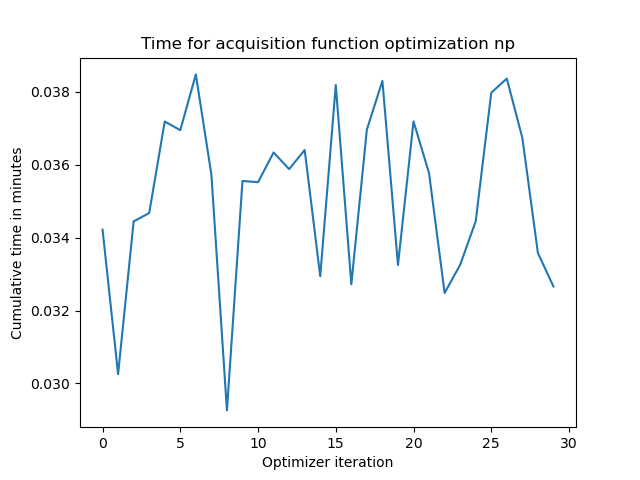 Time for acquisition function optimization np
Cumulative time in minutes
0.038
0.036
0.034
0.032
0.030
0 5 10 15 20 25 30
Optimizer iteration